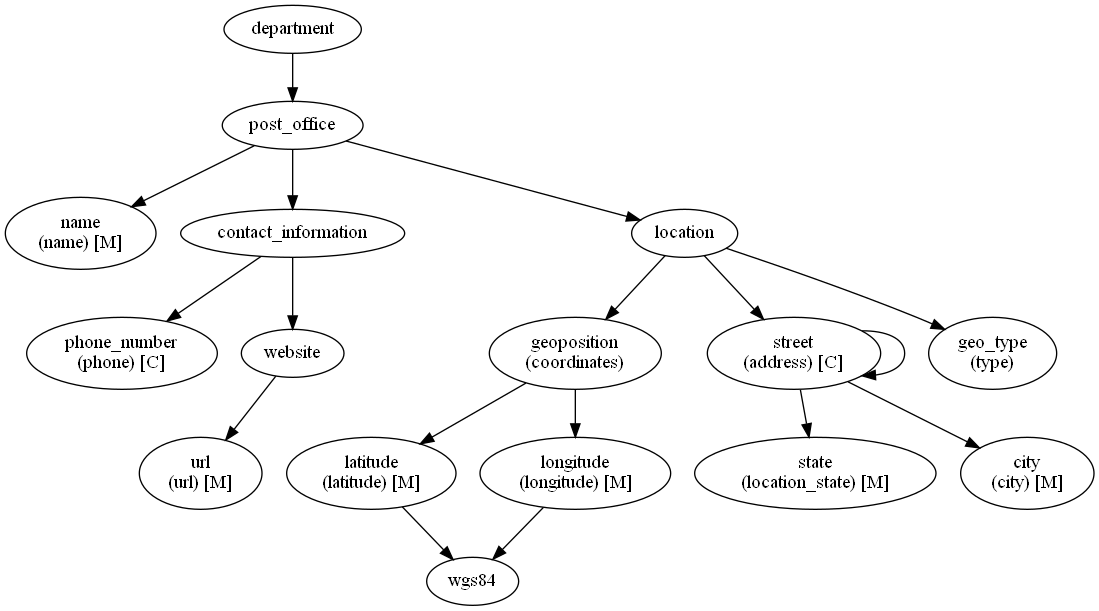 department
post_office
name
(name) [M]
contact_information
location
phone_number
(phone) [C]
website
geoposition
(coordinates)
street
(address) [C]
geo_type
(type)
url
(url) [M]
latitude
(latitude) [M]
longitude
(longitude) [M]
state
(location_state) [M]
city
(city) [M]
wgs84